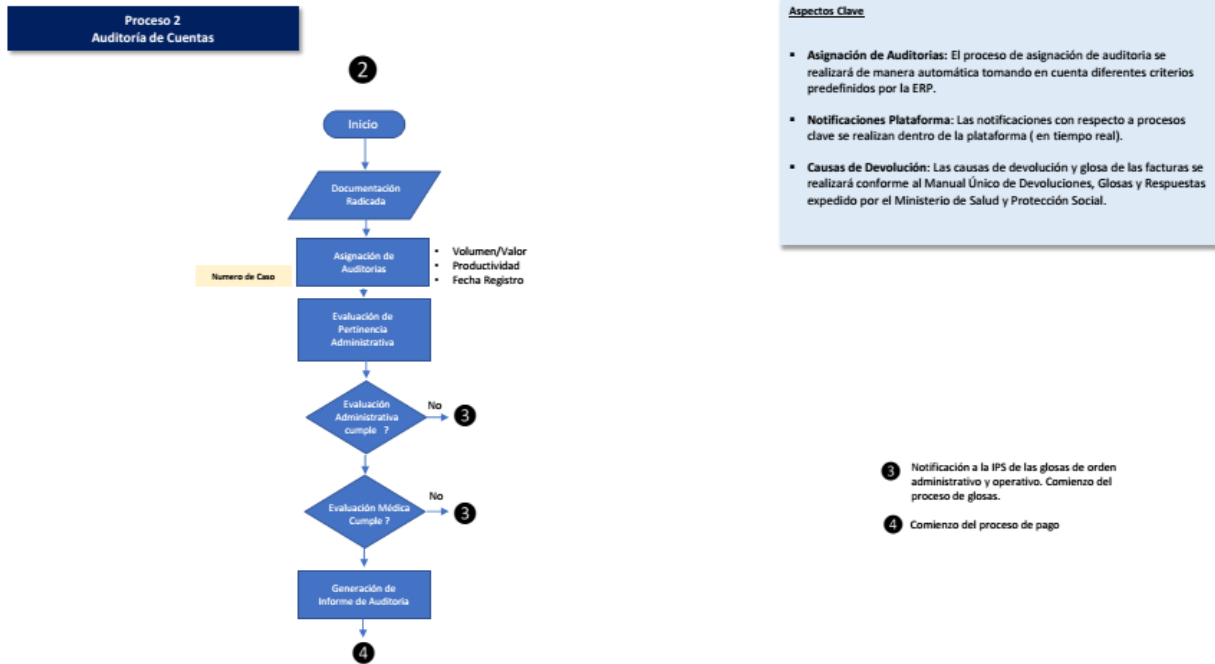 Proceso 2
Auditoría de Cuentas
2
Inicio
Documentación
Radicada
Asignación de
Auditorias
▪ Volumen/Valor
▪ Productividad
▪ Fecha Registro
Numero de Caso
Evaluación de
Pertinencia
Administrativa
Evaluación
Administrativa
cumple ?
No
3
Evaluación Médica
Cumple ?
No
3
Generación de
Informe de Auditoria
4
Aspectos Clave
▪ Asignación de Auditorias: El proceso de asignación de auditoria se
realizará de manera automática tomando en cuenta diferentes criterios
predefinidos por la ERP.
▪ Notificaciones Plataforma: Las notificaciones con respecto a procesos
clave se realizan dentro de la plataforma ( en tiempo real).
▪ Causas de Devolución: Las causas de devolución y glosa de las facturas se
realizará conforme al Manual Único de Devoluciones, Glosas y Respuestas
expedido por el Ministerio de Salud y Protección Social.
3 Notificación a la IPS de las glosas de orden
administrativo y operativo. Comienzo del
proceso de glosas.
4 Comienzo del proceso de pago